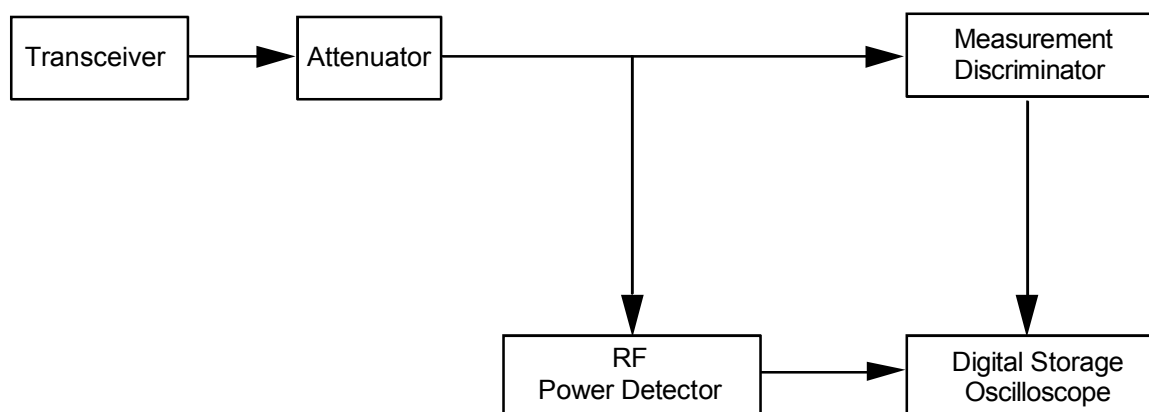 Transceiver
Attenuator
Measurement
Discriminator
RF
Power Detector
Digital Storage
Oscilloscope